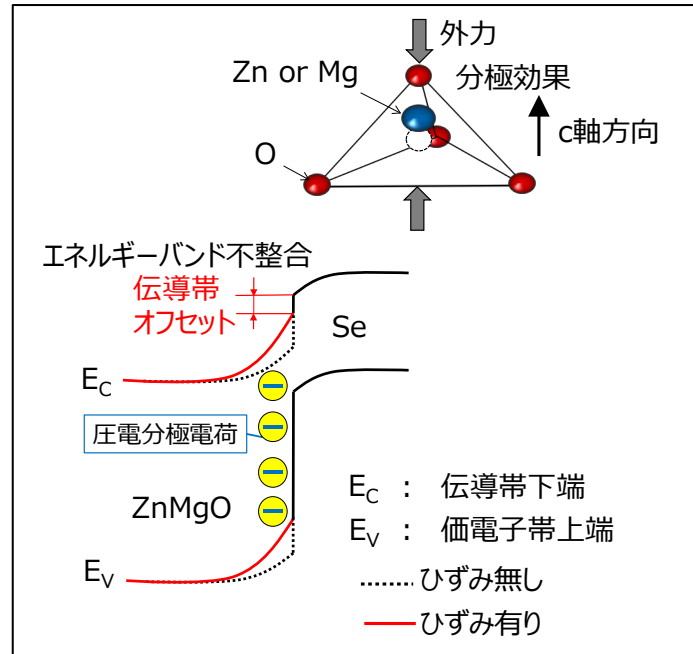 外力
Zn or Mg
分極効果
c軸方向
O
エネルギーバンド不整合
伝導帯
オフセット
Se
EC
圧電分極電荷
ZnMgO
EC : 伝導帯下端
EV : 価電子帯上端
EV
ひずみ無し
ひずみ有り